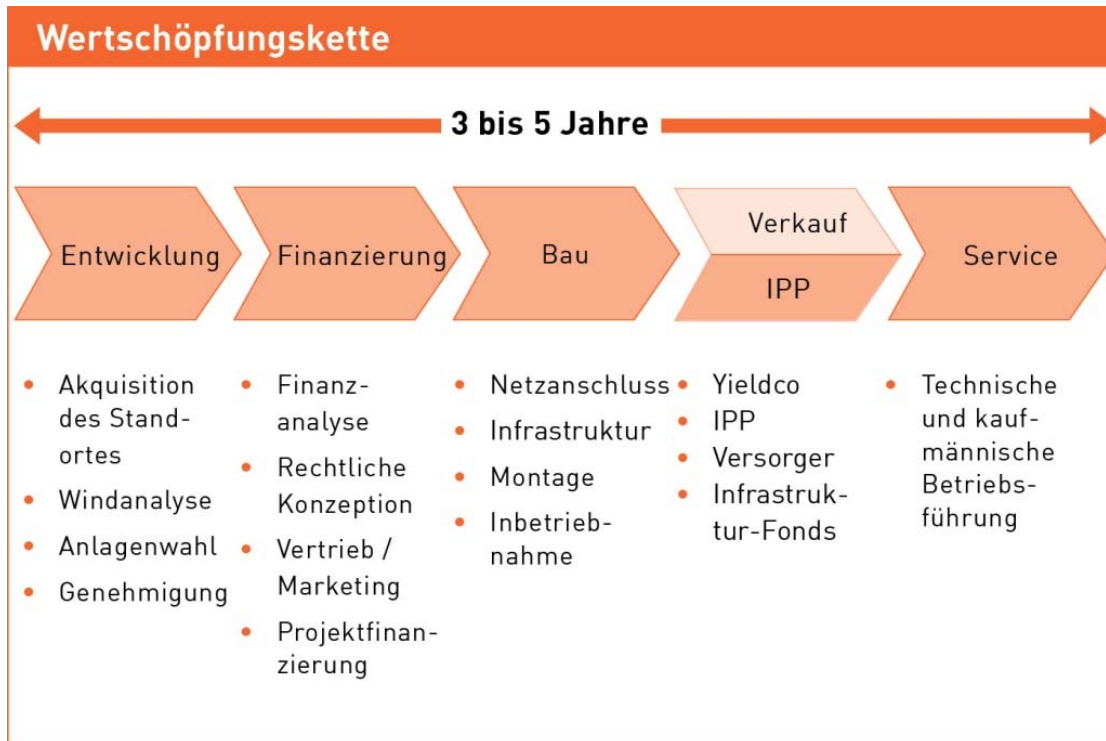 Wertschöpfungskette
3 bis 5 Jahre
Entwicklung
Finanzierung
Bau
Verkauf
IPP
Service
• Akquisition
des Stand-
ortes
• Windanalyse
• Anlagenwahl
• Genehmigung
• Finanz-
analyse
• Rechtliche
Konzeption
• Vertrieb /
Marketing
• Projektfinan-
zierung
• Netzanschluss
• Infrastruktur
• Montage
• Inbetrieb-
nahme
• Yieldco
• IPP
• Versorger
• Infrastruk-
tur-Fonds
• Technische
und kauf-
männische
Betriebs-
führung